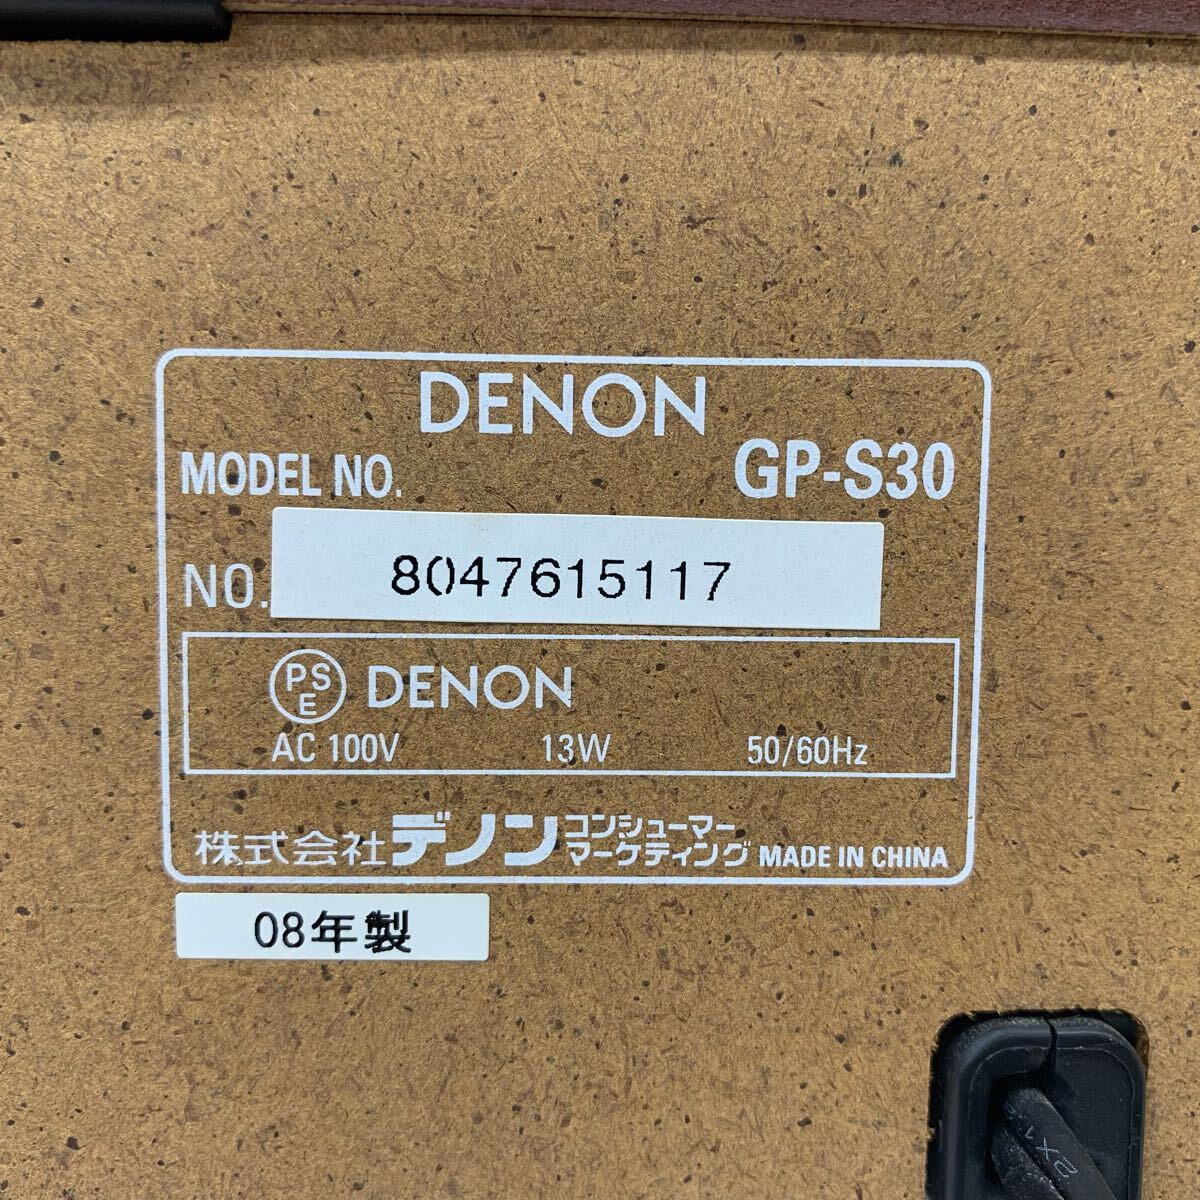 DENON
MODEL NO. GP-S30
NO. 8047615117
PSE DENON
AC 100V 13W 50/60Hz
株式会社デノン コンシューマー
マーケティング MADE IN CHINA
08年製
2X1